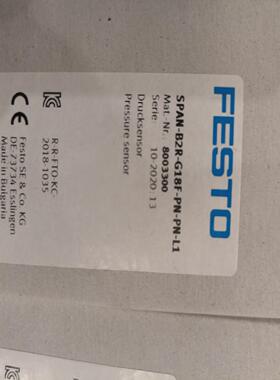 FESTO
SPAN-B2R-G18F-PN-PN-L1
Mat.-Nr. 8003300
Serie: 10-2020 13
Drucksensor
Pressure sensor
R-R-FTO-KC
2018-1035
CE
Festo SE & Co. KG
DE-73734 Esslingen
Made in Bulgaria